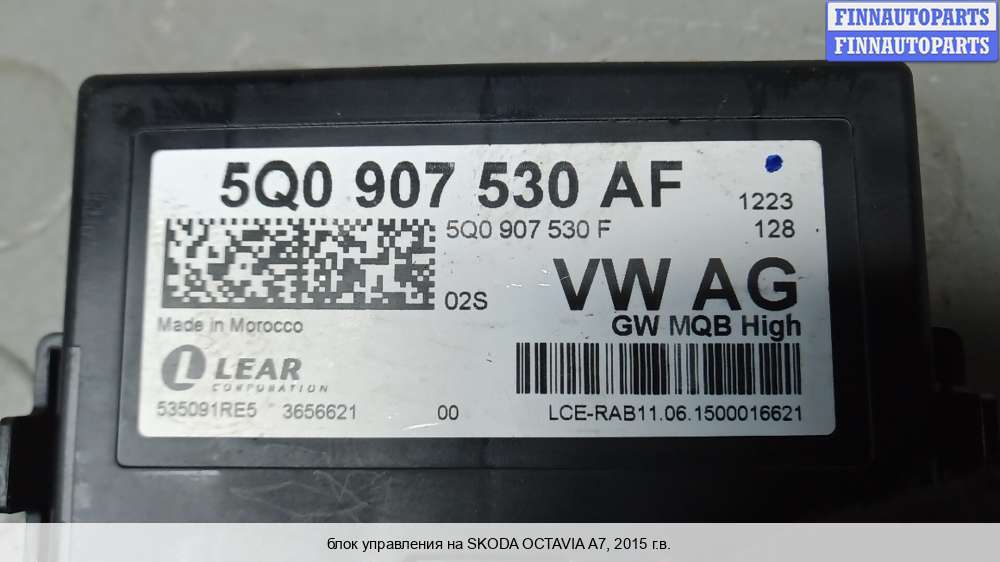 FINNAUTOPARTS
FINNAUTOPARTS
5Q0 907 530 AF
1223
5Q0 907 530 F
128
02S
VW AG
Made in Morocco
GW MQB High
LEAR
CORPORATION
535091RE5 3656621 00 LCE-RAB11.06.1500016621
блок управления на SKODA OCTAVIA A7, 2015 г.в.